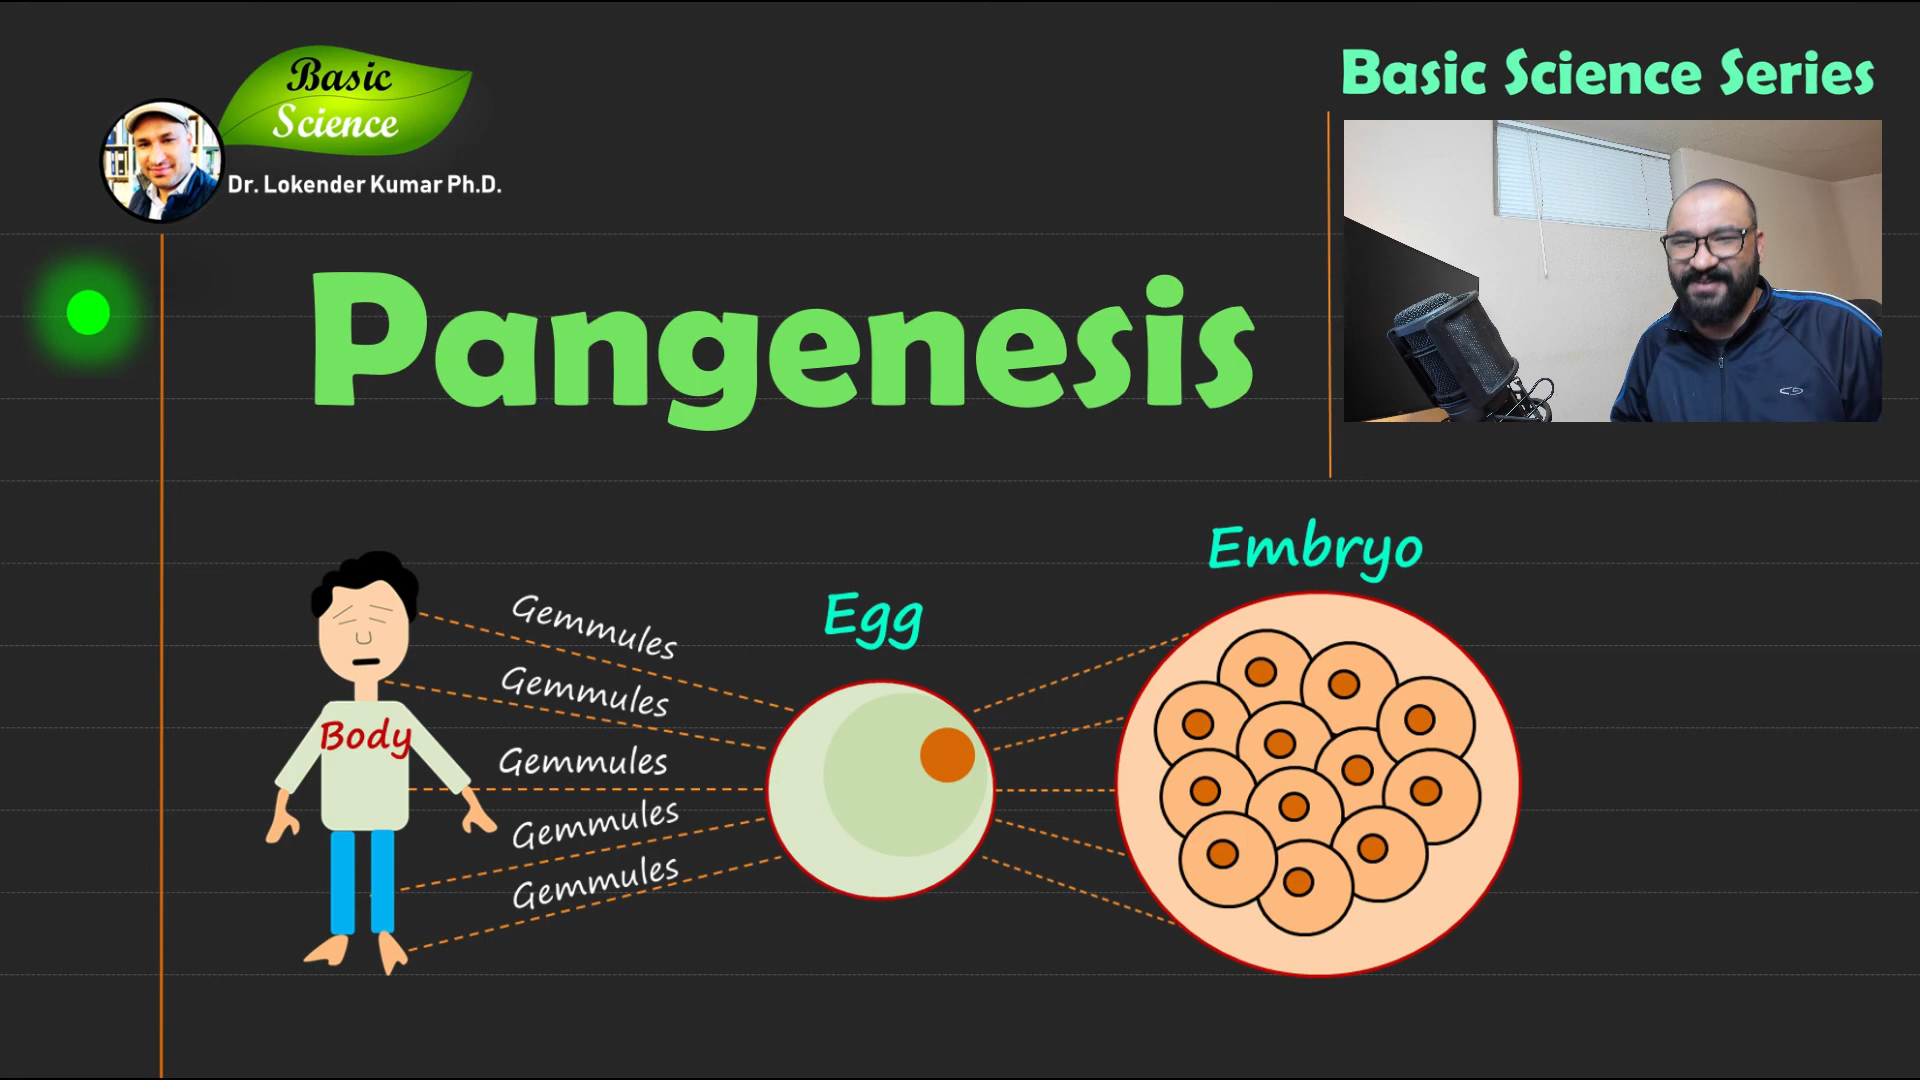 Basic
Science
Dr. Lokender Kumar Ph.D.
Basic Science Series
Pangenesis
Embryo
Egg
Gemmules
Gemmules
Gemmules
Gemmules
Gemmules
Body